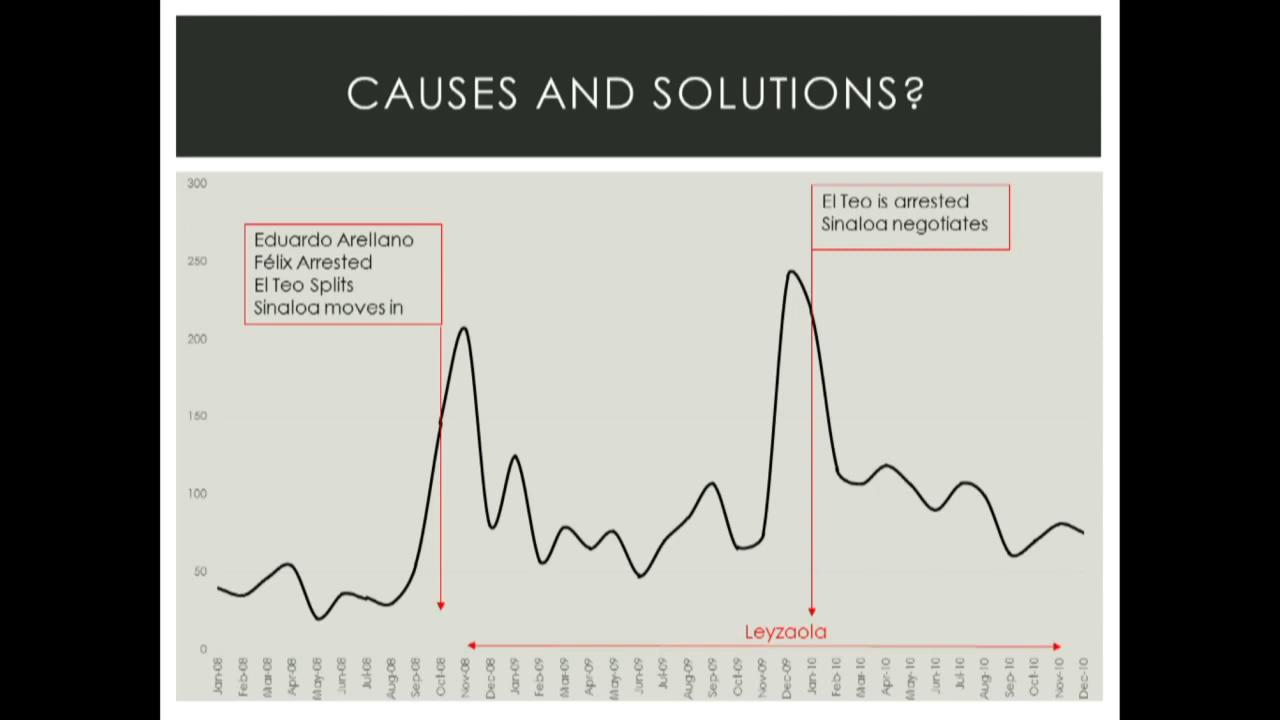 CAUSES AND SOLUTIONS?
300
250
200
150
100
50
0
Eduardo Arellano
Félix Arrested
El Teo Splits
Sinaloa moves in
El Teo is arrested
Sinaloa negotiates
Leyzaola
Jan-08
Feb-08
Mar-08
Apr-08
May-08
Jun-08
Jul-08
Aug-08
Sep-08
Oct-08
Nov-08
Dec-08
Jan-09
Feb-09
Mar-09
Apr-09
May-09
Jun-09
Jul-09
Aug-09
Sep-09
Oct-09
Nov-09
Dec-09
Jan-10
Feb-10
Mar-10
Apr-10
May-10
Jun-10
Jul-10
Aug-10
Sep-10
Oct-10
Nov-10
Dec-10